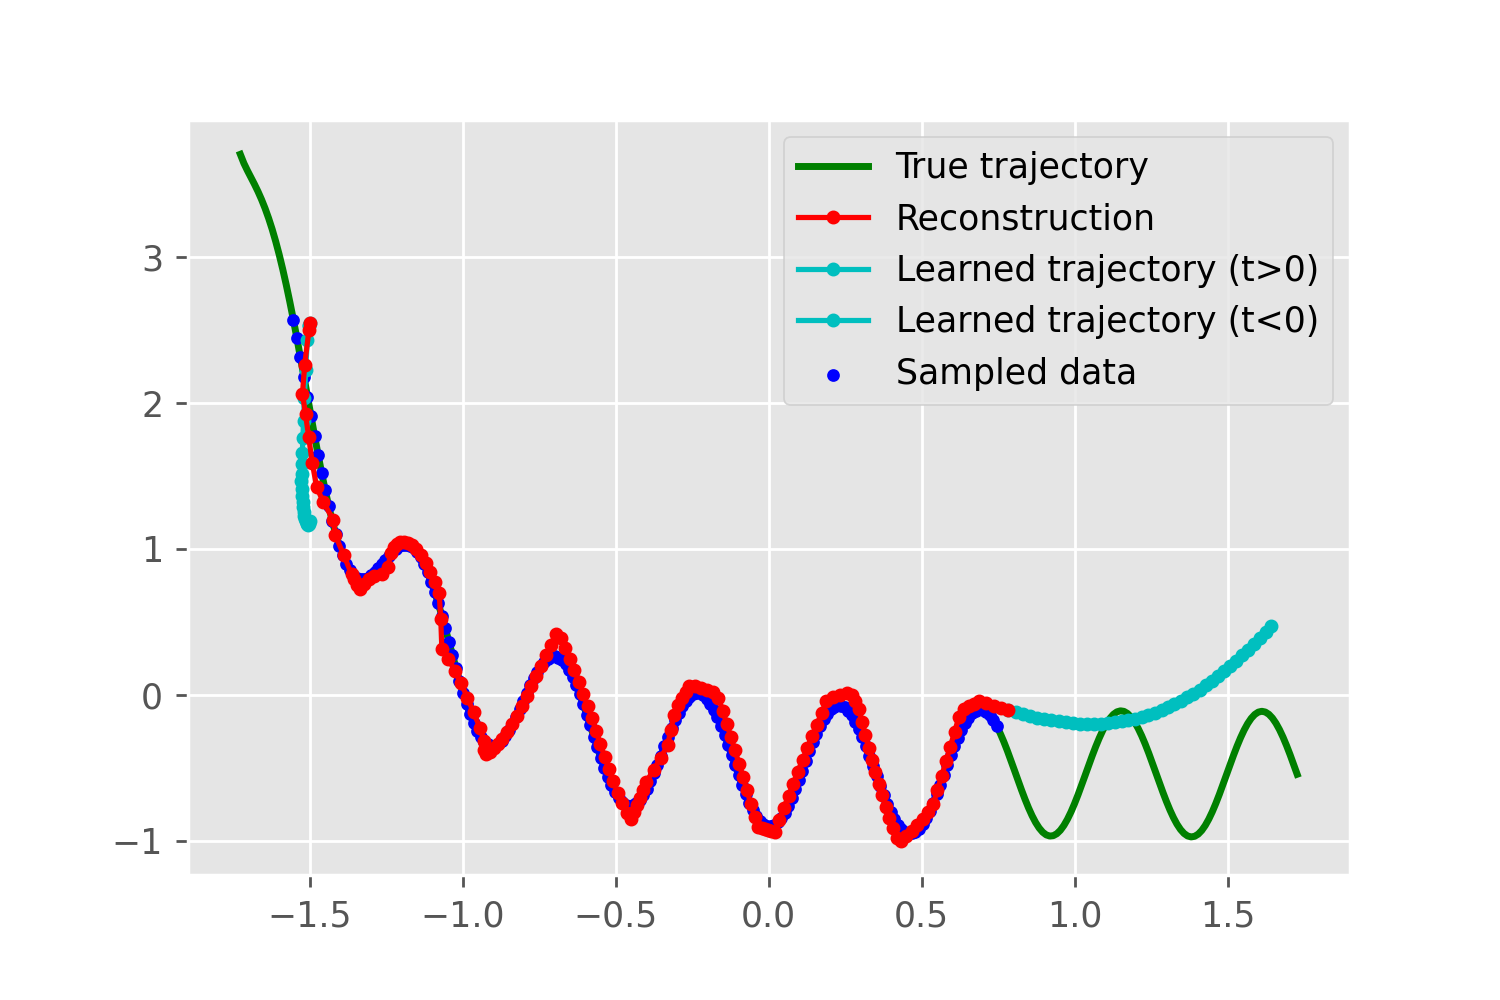 True trajectory
Reconstruction
Learned trajectory (t>0)
Learned trajectory (t<0)
Sampled data
3
2
1
0
−1
−1.5 −1.0 −0.5 0.0 0.5 1.0 1.5